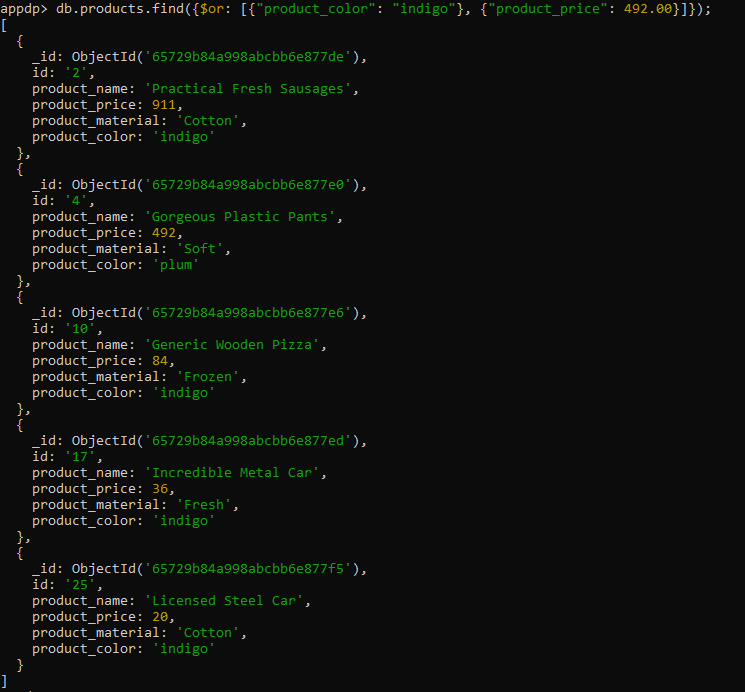 appdp> db.products.find({$or: [{"product_color": "indigo"}, {"product_price": 492.00}]});
[
  {
    _id: ObjectId('65729b84a998abcbb6e877de'),
    id: '2',
    product_name: 'Practical Fresh Sausages',
    product_price: 911,
    product_material: 'Cotton',
    product_color: 'indigo'
  },
  {
    _id: ObjectId('65729b84a998abcbb6e877e0'),
    id: '4',
    product_name: 'Gorgeous Plastic Pants',
    product_price: 492,
    product_material: 'Soft',
    product_color: 'plum'
  },
  {
    _id: ObjectId('65729b84a998abcbb6e877e6'),
    id: '10',
    product_name: 'Generic Wooden Pizza',
    product_price: 84,
    product_material: 'Frozen',
    product_color: 'indigo'
  },
  {
    _id: ObjectId('65729b84a998abcbb6e877ed'),
    id: '17',
    product_name: 'Incredible Metal Car',
    product_price: 36,
    product_material: 'Fresh',
    product_color: 'indigo'
  },
  {
    _id: ObjectId('65729b84a998abcbb6e877f5'),
    id: '25',
    product_name: 'Licensed Steel Car',
    product_price: 20,
    product_material: 'Cotton',
    product_color: 'indigo'
  }
]